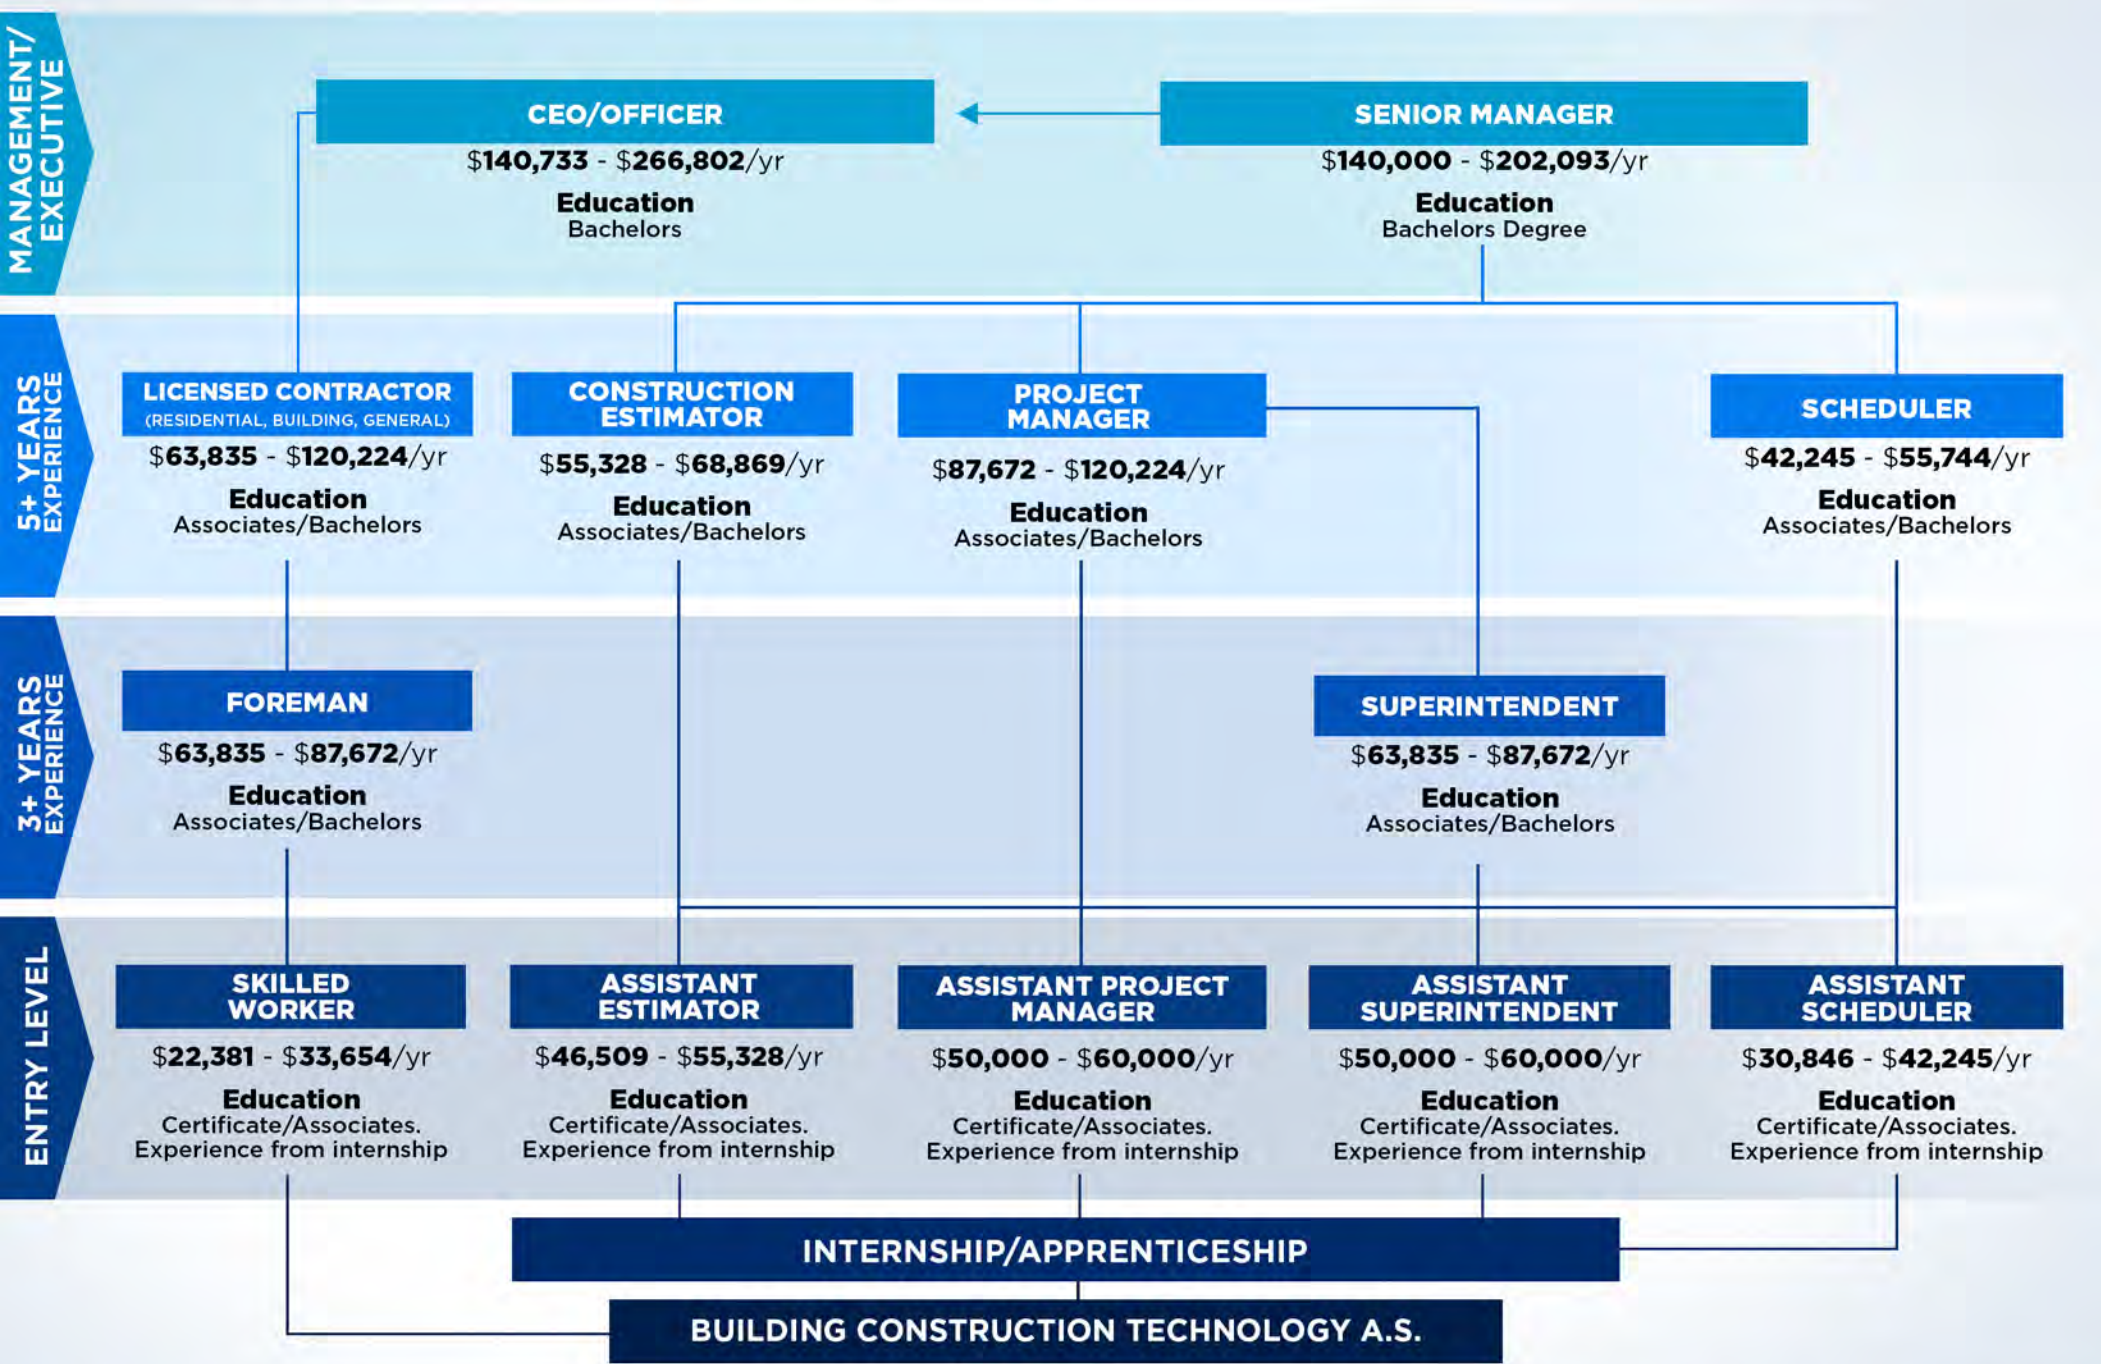 MANAGEMENT/
EXECUTIVE
CEO/OFFICER
$140,733 - $266,802/yr
Education
Bachelors
SENIOR MANAGER
$140,000 - $202,093/yr
Education
Bachelors Degree
5+ YEARS
EXPERIENCE
LICENSED CONTRACTOR
(RESIDENTIAL, BUILDING, GENERAL)
$63,835 - $120,224/yr
Education
Associates/Bachelors
CONSTRUCTION
ESTIMATOR
$55,328 - $68,869/yr
Education
Associates/Bachelors
PROJECT
MANAGER
$87,672 - $120,224/yr
Education
Associates/Bachelors
SCHEDULER
$42,245 - $55,744/yr
Education
Associates/Bachelors
3+ YEARS
EXPERIENCE
FOREMAN
$63,835 - $87,672/yr
Education
Associates/Bachelors
SUPERINTENDENT
$63,835 - $87,672/yr
Education
Associates/Bachelors
ENTRY LEVEL
SKILLED
WORKER
$22,381 - $33,654/yr
Education
Certificate/Associates.
Experience from internship
ASSISTANT
ESTIMATOR
$46,509 - $55,328/yr
Education
Certificate/Associates.
Experience from internship
ASSISTANT PROJECT
MANAGER
$50,000 - $60,000/yr
Education
Certificate/Associates.
Experience from internship
ASSISTANT
SUPERINTENDENT
$50,000 - $60,000/yr
Education
Certificate/Associates.
Experience from internship
ASSISTANT
SCHEDULER
$30,846 - $42,245/yr
Education
Certificate/Associates.
Experience from internship
INTERNSHIP/APPRENTICESHIP
BUILDING CONSTRUCTION TECHNOLOGY A.S.